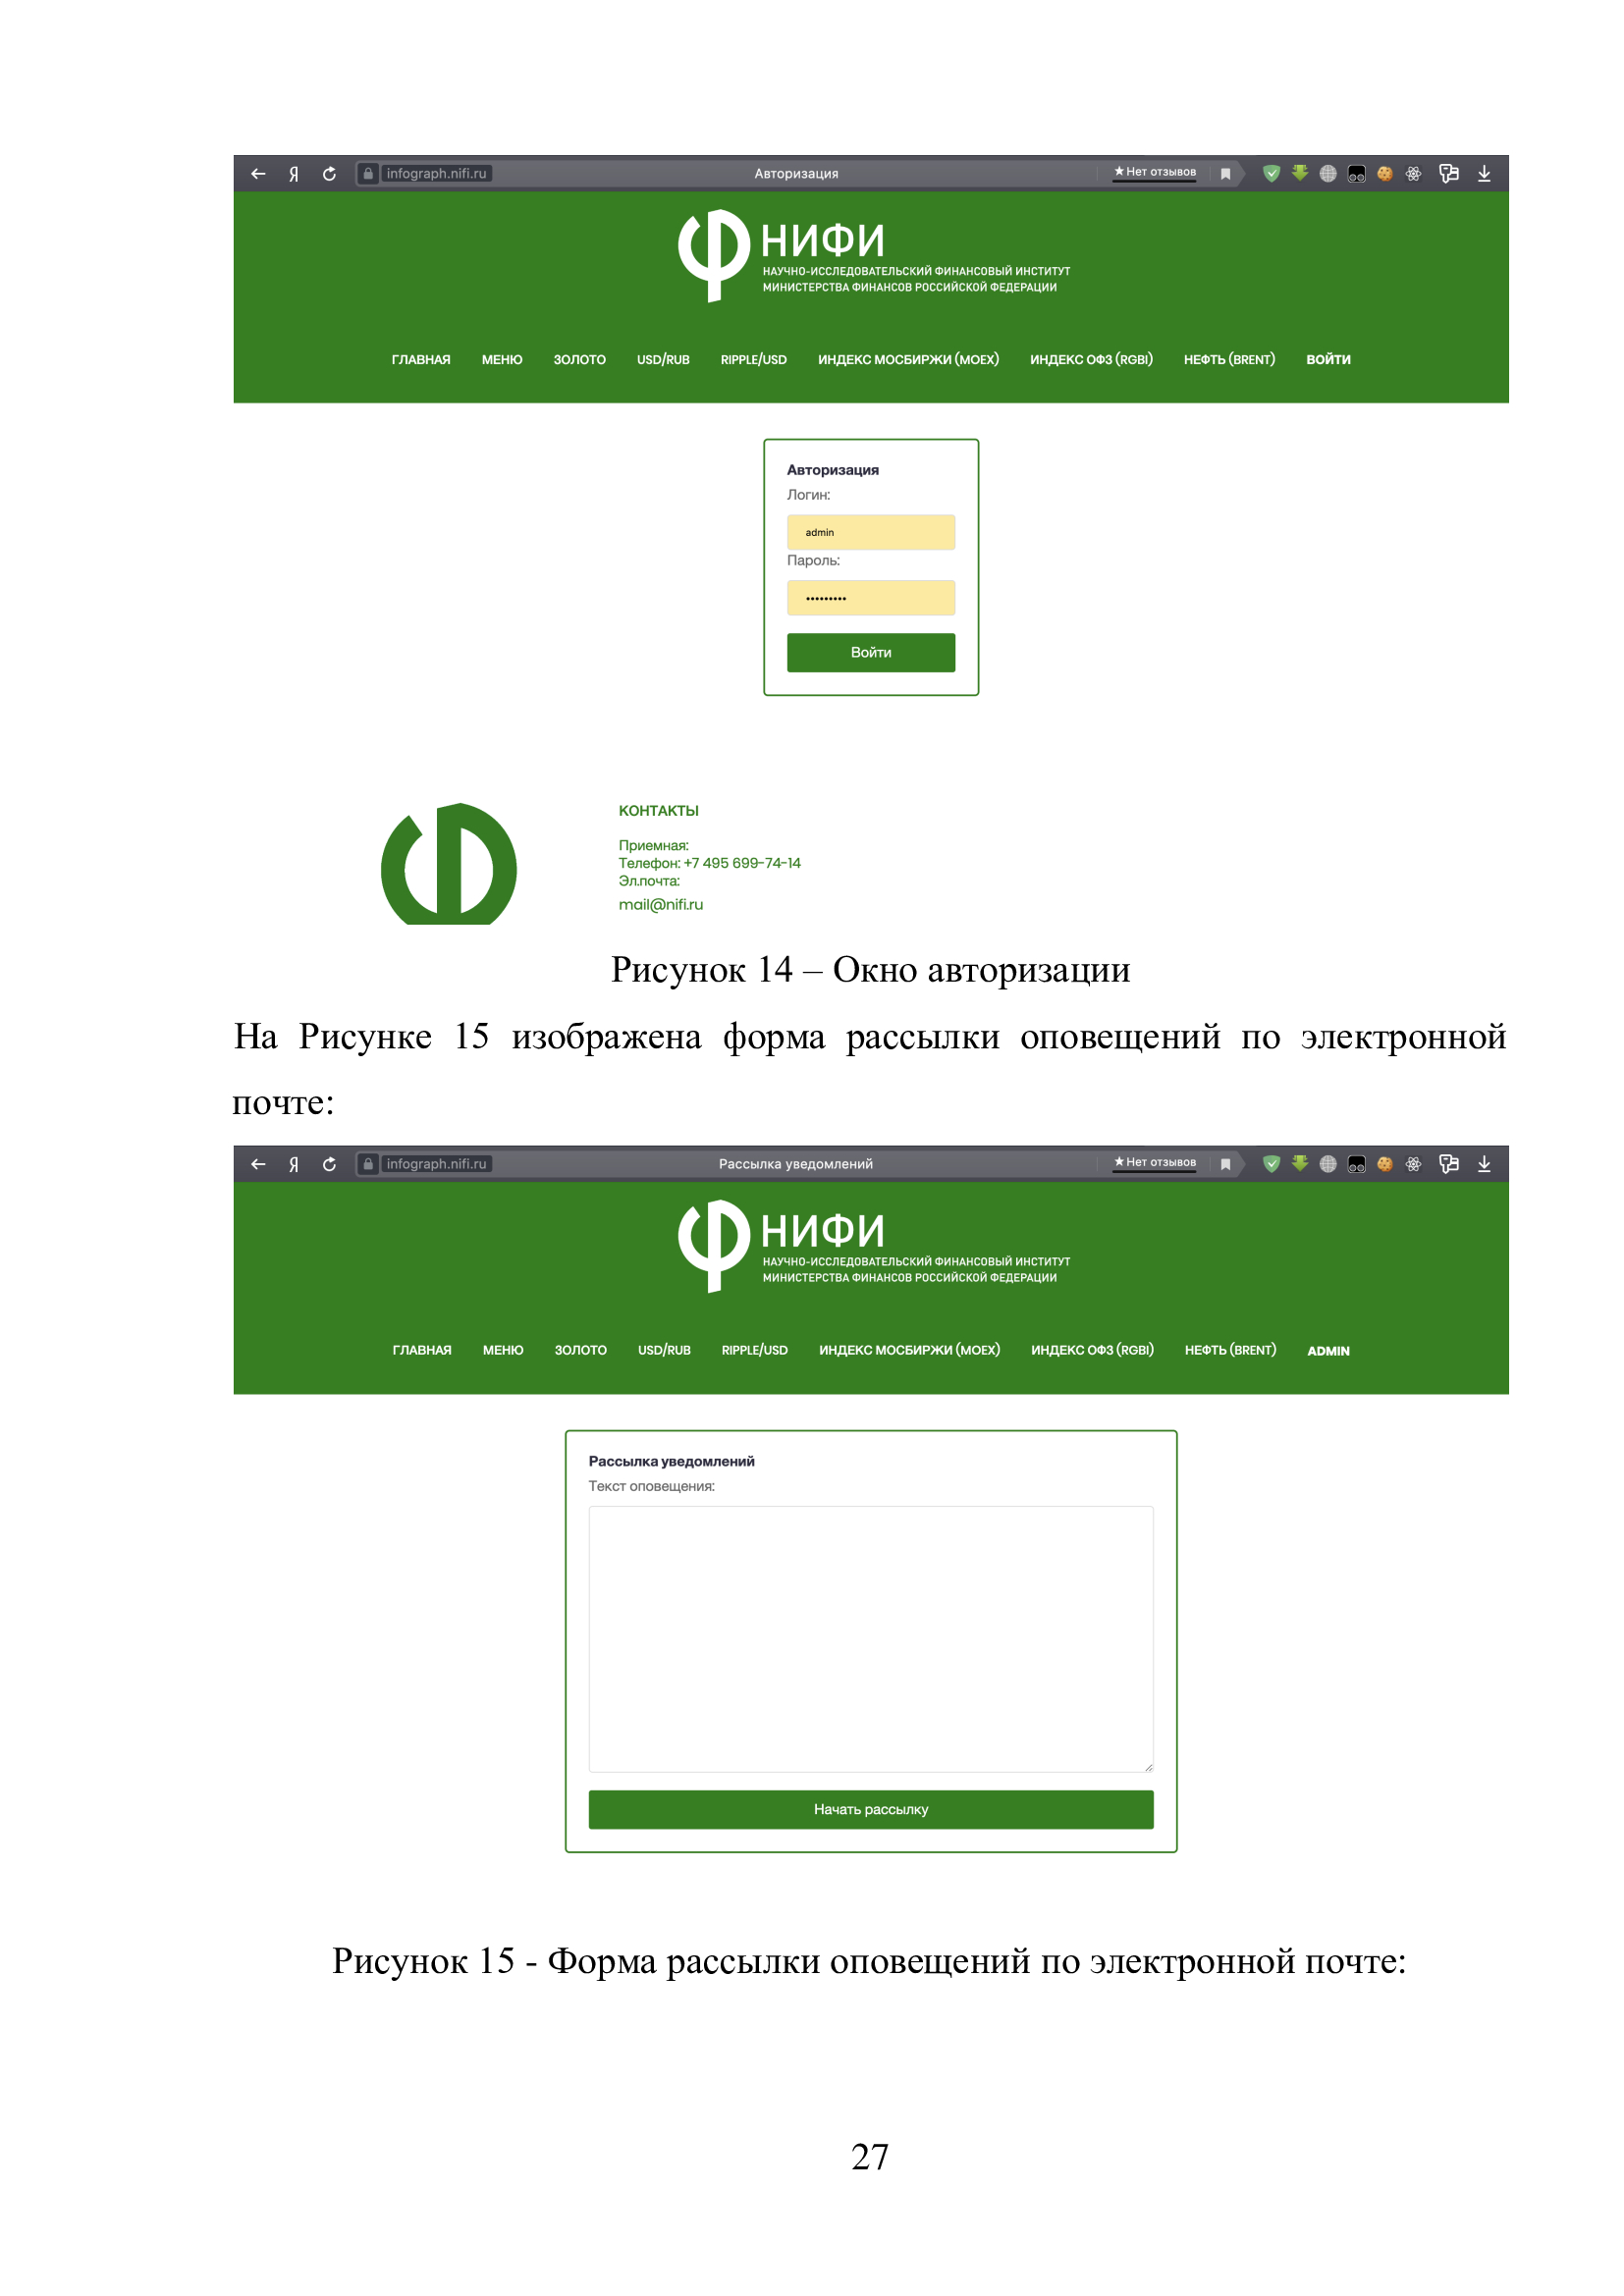 Я infograph.nifi.ru Авторизация ★Нет отзывов
НИФИ
НАУЧНО-ИССЛЕДОВАТЕЛЬСКИЙ ФИНАНСОВЫЙ ИНСТИТУТ
МИНИСТЕРСТВА ФИНАНСОВ РОССИЙСКОЙ ФЕДЕРАЦИИ
ГЛАВНАЯ МЕНЮ ЗОЛОТО USD/RUB RIPPLE/USD ИНДЕКС МОСБИРЖИ (MOEX) ИНДЕКС ОФЗ (RGBI) НЕФТЬ (BRENT) ВОЙТИ
Авторизация
Логин:
admin
Пароль:
•••••••••
Войти
КОНТАКТЫ
Приемная:
Телефон: +7 495 699-74-14
Эл.почта:
mail@nifi.ru
Рисунок 14 – Окно авторизации
На Рисунке 15 изображена форма рассылки оповещений по электронной
почте:
Я infograph.nifi.ru Рассылка уведомлений ★Нет отзывов
НИФИ
НАУЧНО-ИССЛЕДОВАТЕЛЬСКИЙ ФИНАНСОВЫЙ ИНСТИТУТ
МИНИСТЕРСТВА ФИНАНСОВ РОССИЙСКОЙ ФЕДЕРАЦИИ
ГЛАВНАЯ МЕНЮ ЗОЛОТО USD/RUB RIPPLE/USD ИНДЕКС МОСБИРЖИ (MOEX) ИНДЕКС ОФЗ (RGBI) НЕФТЬ (BRENT) ADMIN
Рассылка уведомлений
Текст оповещения:
Начать рассылку
Рисунок 15 - Форма рассылки оповещений по электронной почте:
27